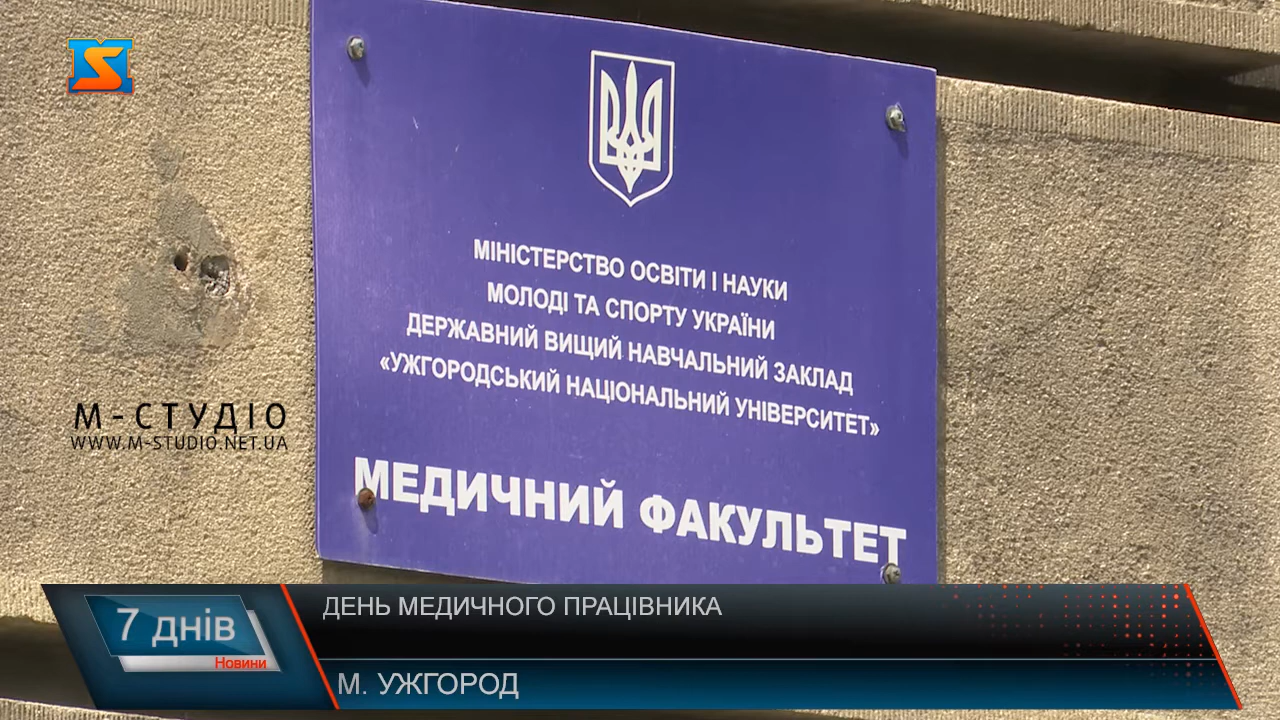 МІНІСТЕРСТВО ОСВІТИ І НАУКИ
МОЛОДІ ТА СПОРТУ УКРАЇНИ
ДЕРЖАВНИЙ ВИЩИЙ НАВЧАЛЬНИЙ ЗАКЛАД
«УЖГОРОДСЬКИЙ НАЦІОНАЛЬНИЙ УНІВЕРСИТЕТ»
МЕДИЧНИЙ ФАКУЛЬТЕТ
М-СТУДІО
WWW.M-STUDIO.NET.UA
7 днів
Новини
ДЕНЬ МЕДИЧНОГО ПРАЦІВНИКА
М. УЖГОРОД